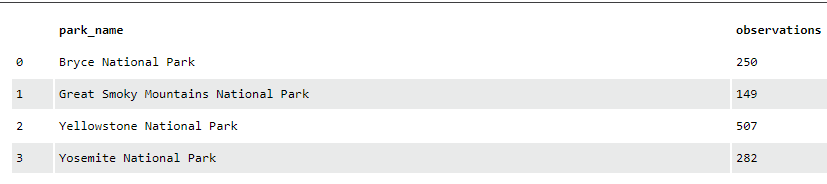 park_name observations
0 Bryce National Park 250
1 Great Smoky Mountains National Park 149
2 Yellowstone National Park 507
3 Yosemite National Park 282